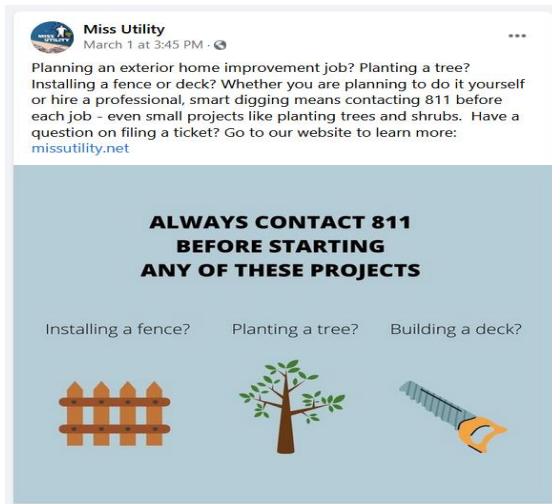 Miss Utility
March 1 at 3:45 PM ·
Planning an exterior home improvement job? Planting a tree?
Installing a fence or deck? Whether you are planning to do it yourself
or hire a professional, smart digging means contacting 811 before
each job - even small projects like planting trees and shrubs. Have a
question on filing a ticket? Go to our website to learn more:
missutility.net
ALWAYS CONTACT 811
BEFORE STARTING
ANY OF THESE PROJECTS
Installing a fence? Planting a tree? Building a deck?
MISS UTILITY